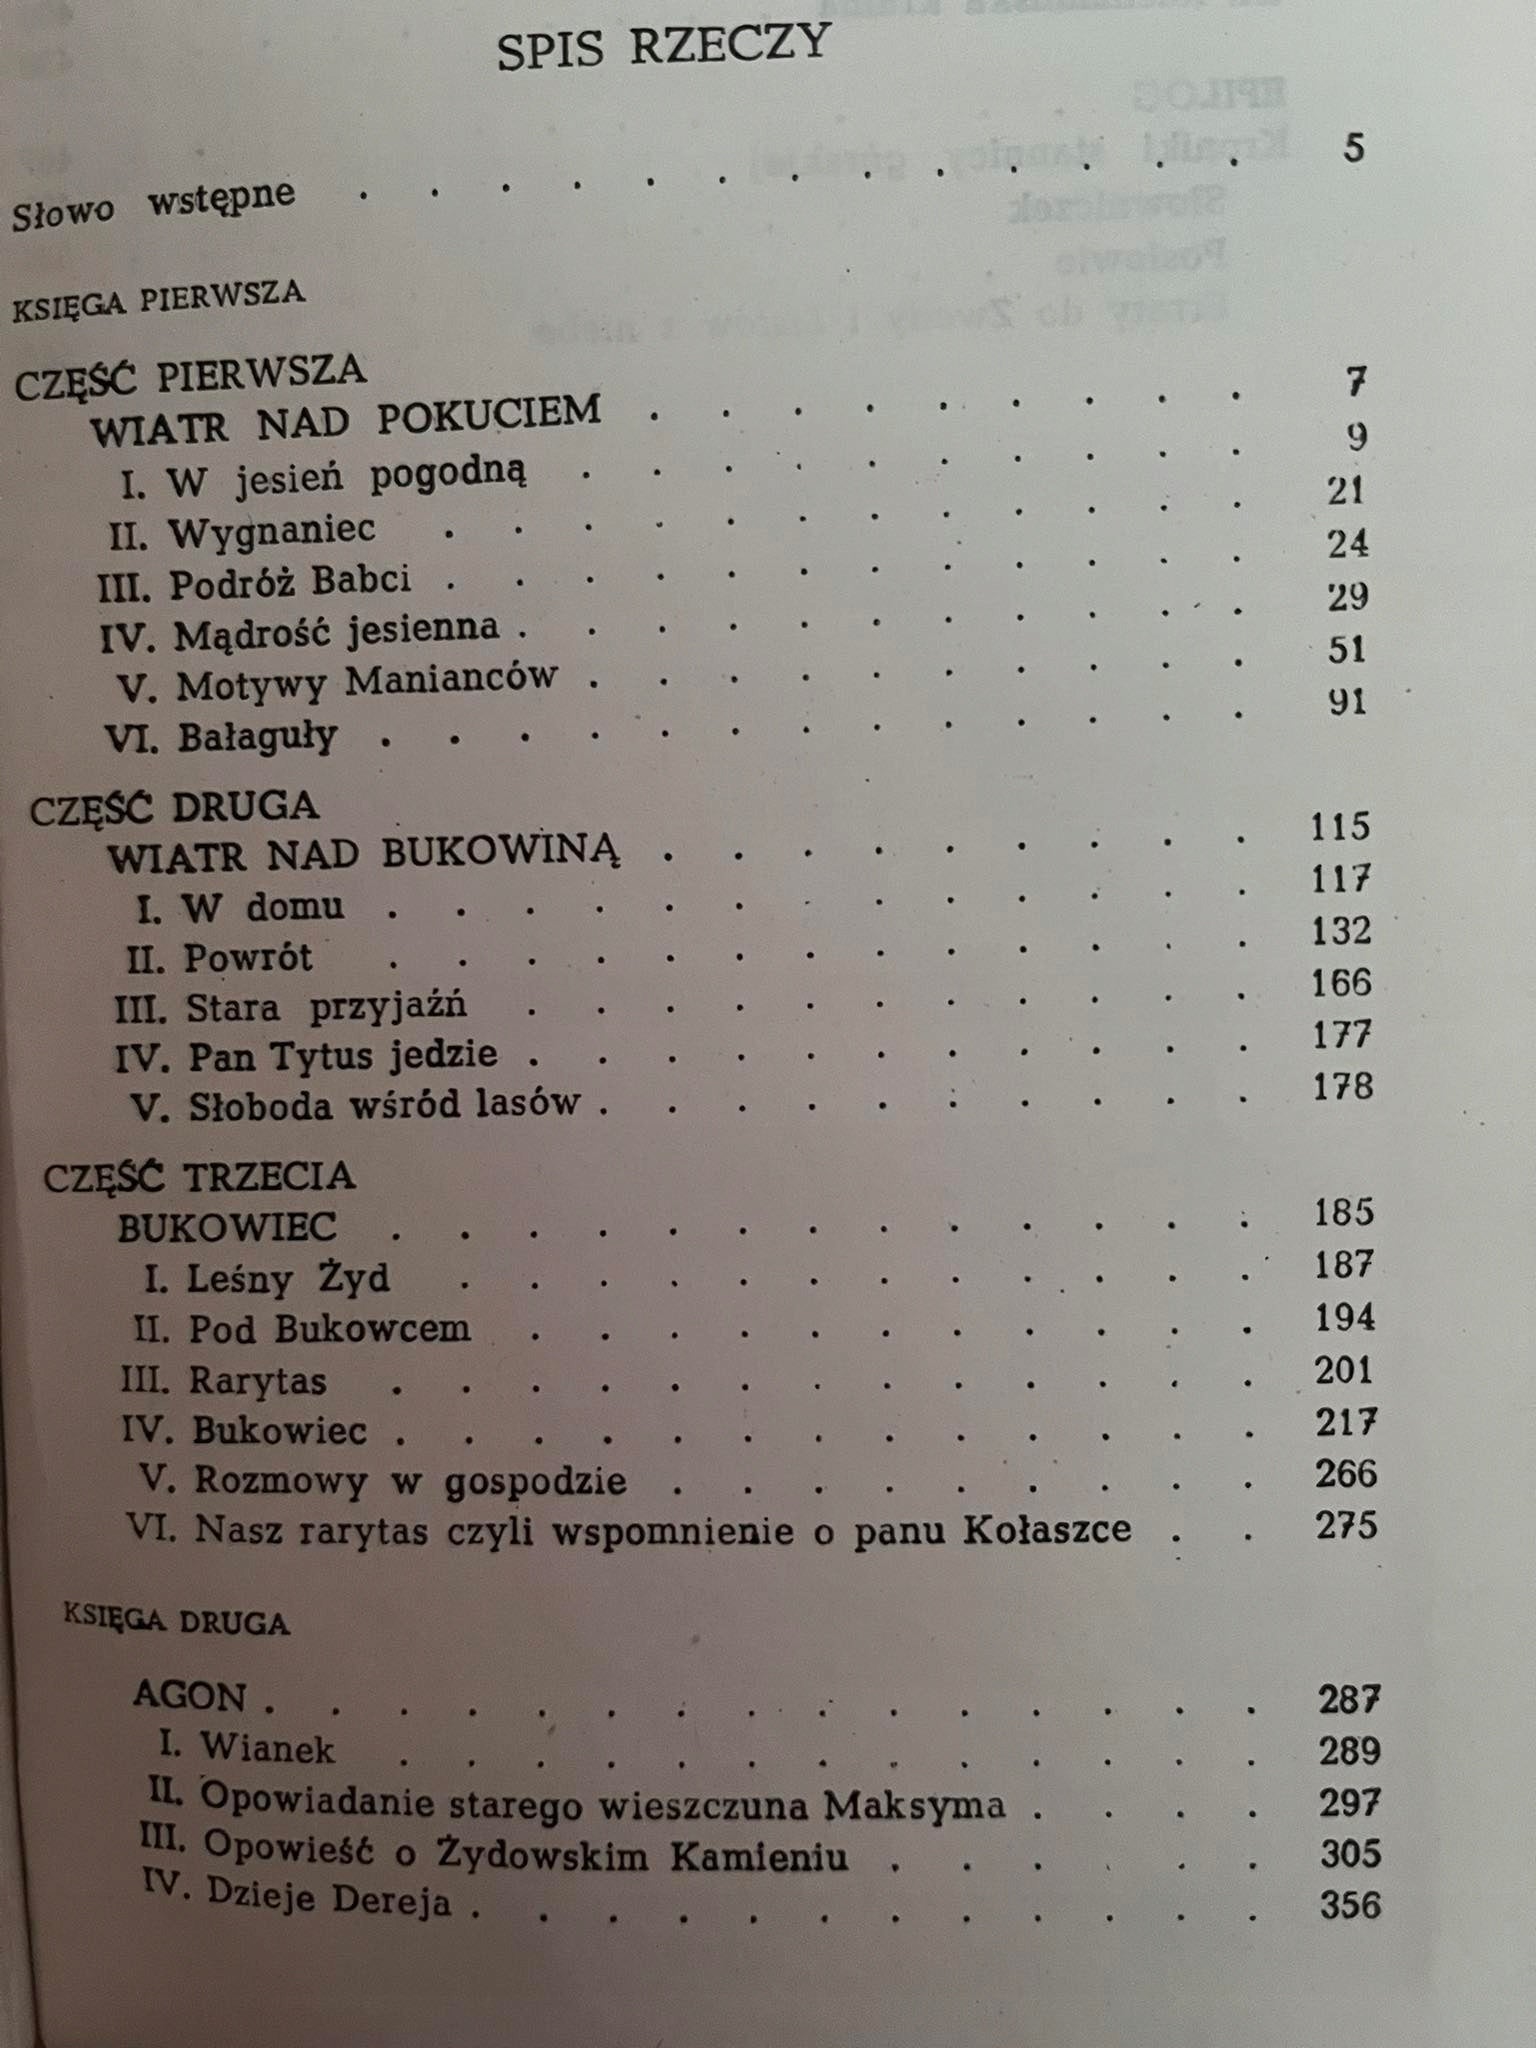 SPIS RZECZY
Słowo wstępne . . . . . . . . . . . . . 5
KSIĘGA PIERWSZA
CZĘŚĆ PIERWSZA
WIATR NAD POKUCIEM . . . . . . . . . 7
I. W jesień pogodną . . . . . . . . . . 9
II. Wygnaniec . . . . . . . . . . . . 21
III. Podróż Babci . . . . . . . . . . . . 24
IV. Mądrość jesienna . . . . . . . . . . . 29
V. Motywy Manianców . . . . . . . . . . 51
VI. Bałaguły . . . . . . . . . . . . . 91
CZĘŚĆ DRUGA
WIATR NAD BUKOWINĄ . . . . . . . . . 115
I. W domu . . . . . . . . . . . . . 117
II. Powrót . . . . . . . . . . . . . 132
III. Stara przyjaźń . . . . . . . . . . . 166
IV. Pan Tytus jedzie . . . . . . . . . . . 177
V. Słoboda wśród lasów . . . . . . . . . . 178
CZĘŚĆ TRZECIA
BUKOWIEC . . . . . . . . . . . . . 185
I. Leśny Żyd . . . . . . . . . . . . 187
II. Pod Bukowcem . . . . . . . . . . . 194
III. Rarytas . . . . . . . . . . . . . 201
IV. Bukowiec . . . . . . . . . . . . . 217
V. Rozmowy w gospodzie . . . . . . . . . 266
VI. Nasz rarytas czyli wspomnienie o panu Kołaszce . . 275
KSIĘGA DRUGA
AGON . . . . . . . . . . . . . . . 287
I. Wianek . . . . . . . . . . . . . 289
II. Opowiadanie starego wieszczuna Maksyma . . . . 297
III. Opowieść o Żydowskim Kamieniu . . . . . . 305
IV. Dzieje Dereja . . . . . . . . . . . . 356